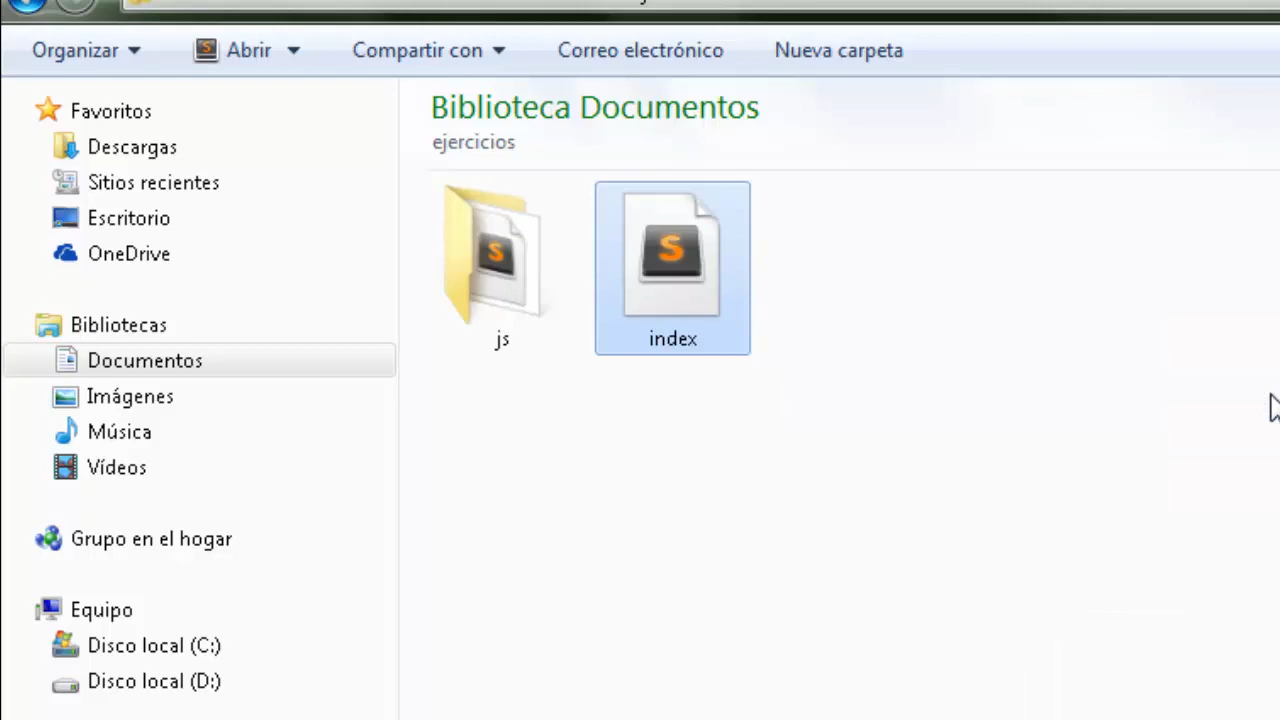 Organizar Abrir Compartir con Correo electrónico Nueva carpeta
Favoritos
Descargas
Sitios recientes
Escritorio
OneDrive
Bibliotecas
Documentos
Imágenes
Música
Vídeos
Grupo en el hogar
Equipo
Disco local (C:)
Disco local (D:)
Biblioteca Documentos
ejercicios
S S
js index